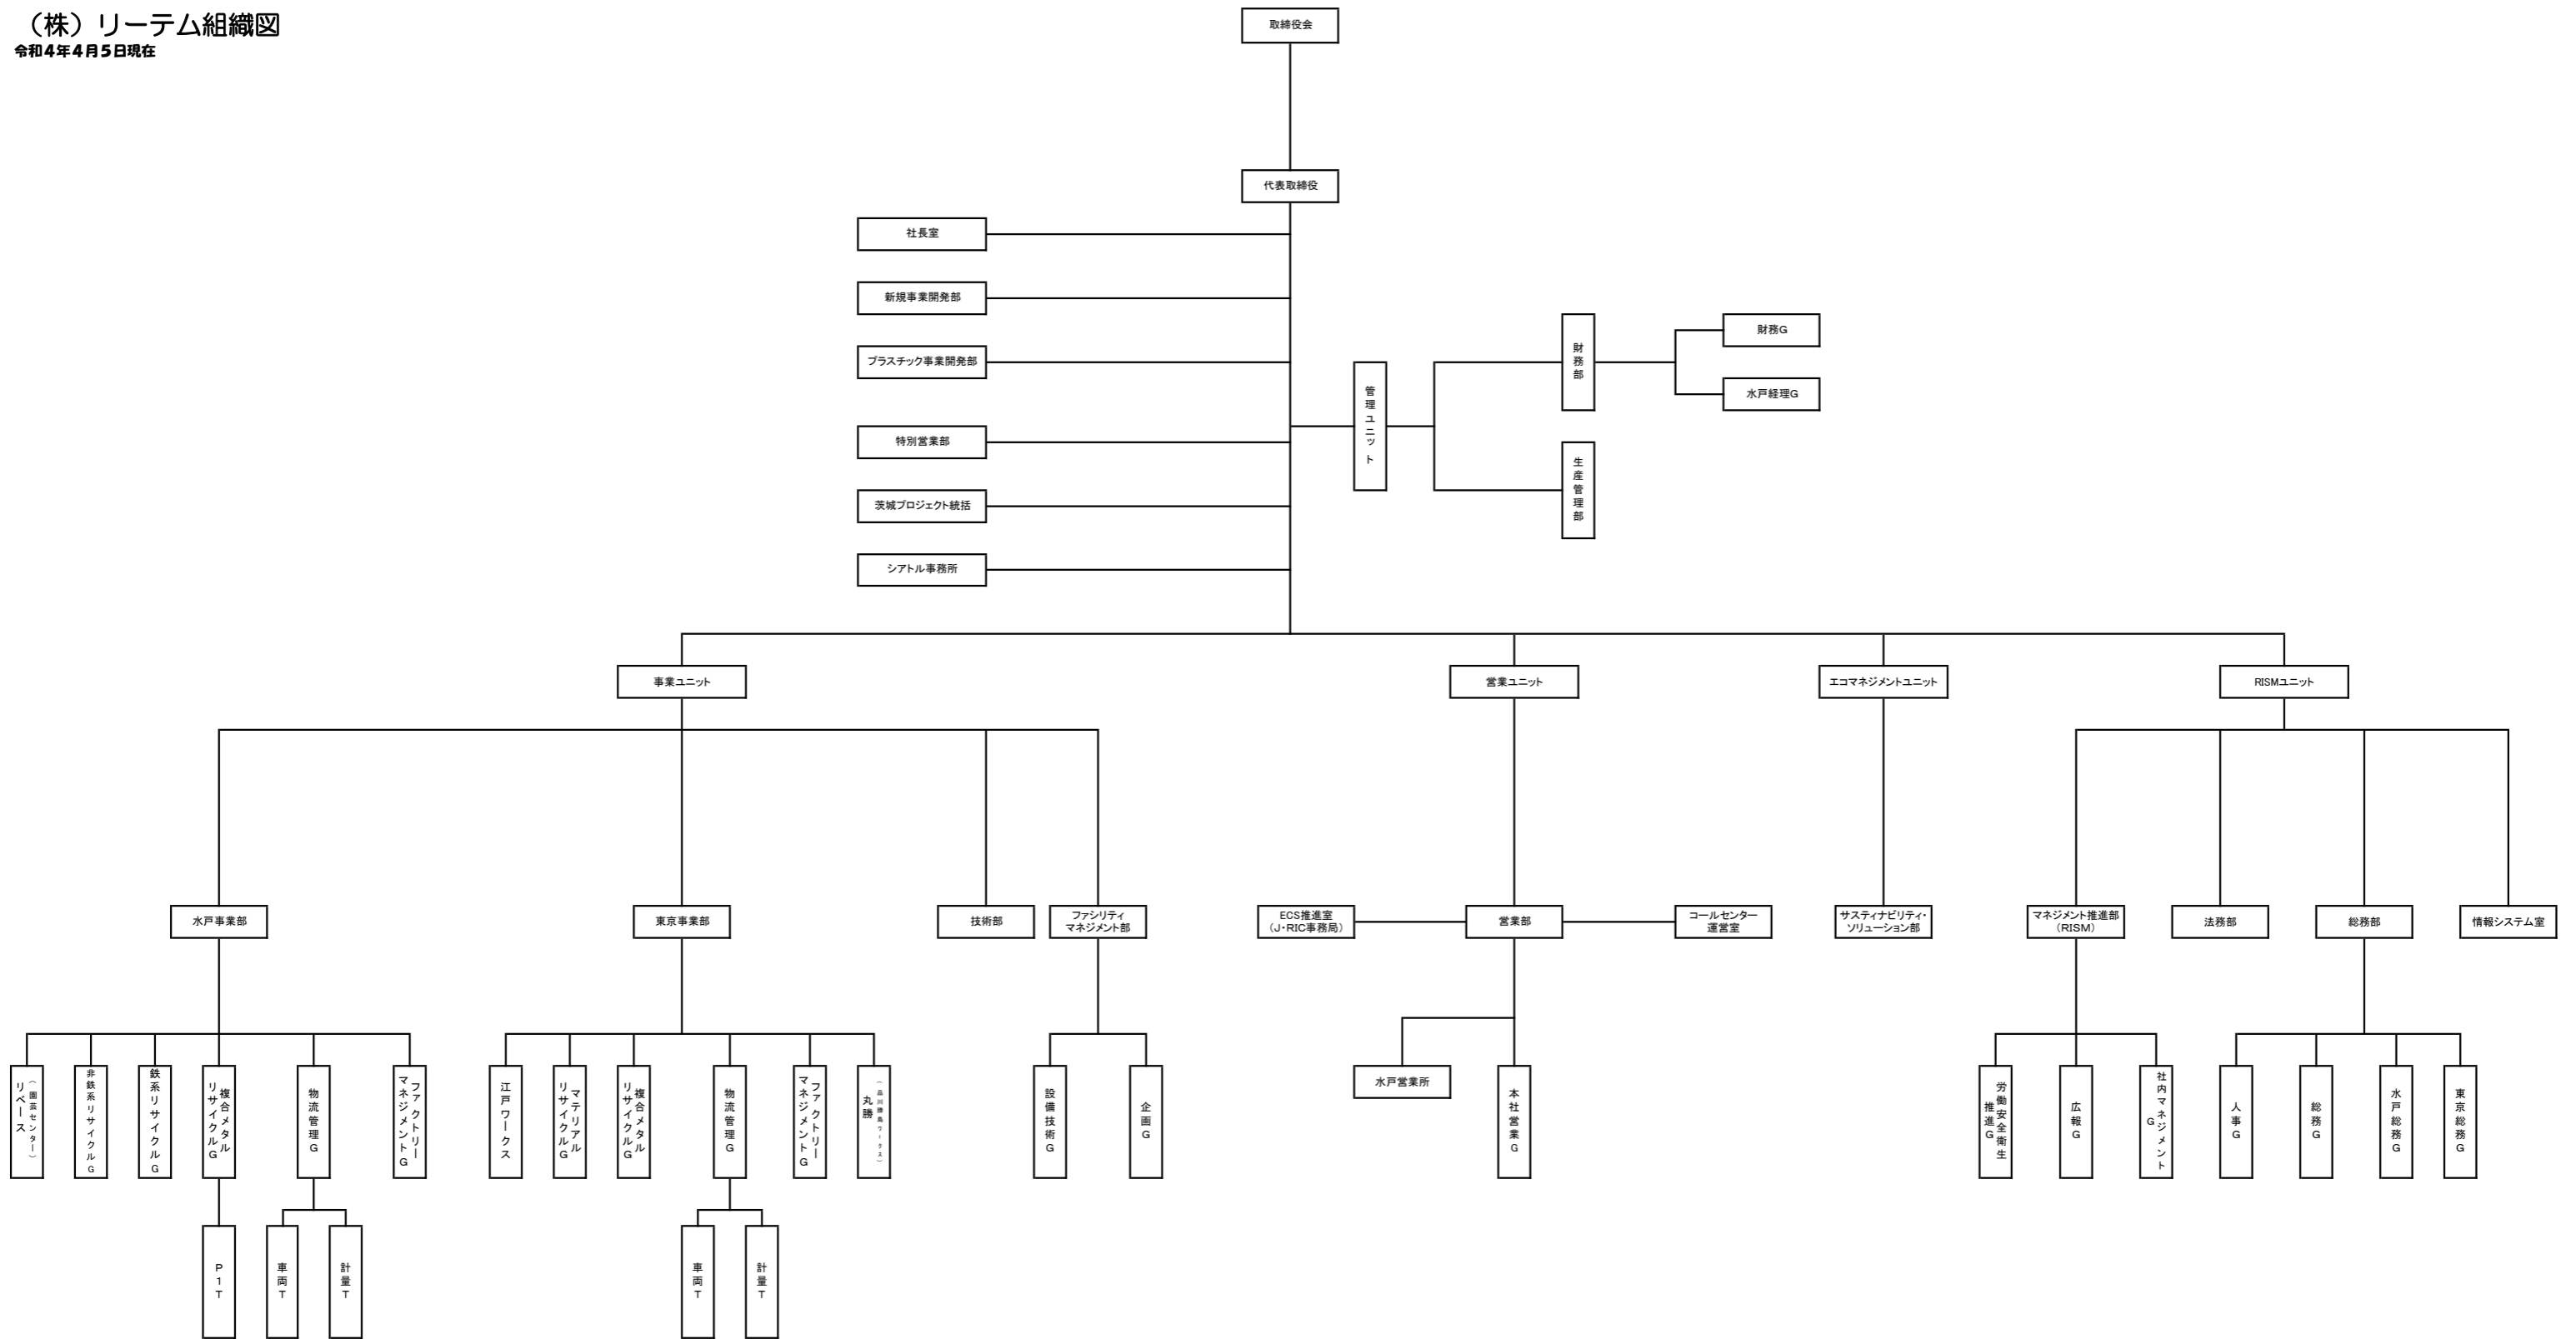 （株）リーテム組織図
令和４年４月５日現在
取締役会
代表取締役
社長室
新規事業開発部
プラスチック事業開発部
特別営業部
茨城プロジェクト統括
シアトル事務所
管理ユニット
財務部
生産管理部
財務G
水戸経理G
事業ユニット
営業ユニット
エコマネジメントユニット
RISMユニット
水戸事業部
東京事業部
技術部
ファシリティ
マネジメント部
ECS推進室
（J・RIC事務局）
営業部
コールセンター
運営室
サスティナビリティ・
ソリューション部
マネジメント推進部
（RISM）
法務部
総務部
情報システム室
リベース
（園芸センター）
非鉄系リサイクルG
鉄系リサイクルG
複合メタル
リサイクルG
物流管理G
ファクトリー
マネジメントG
江戸ワークス
マテリアル
リサイクルG
複合メタル
リサイクルG
物流管理G
ファクトリー
マネジメントG
丸勝
（品川勝島ワークス）
設備技術G
企画G
水戸営業所
本社営業G
労働安全衛生
推進G
広報G
社内マネジメント
G
人事G
総務G
水戸総務G
東京総務G
P1T
車両T
計量T
車両T
計量T